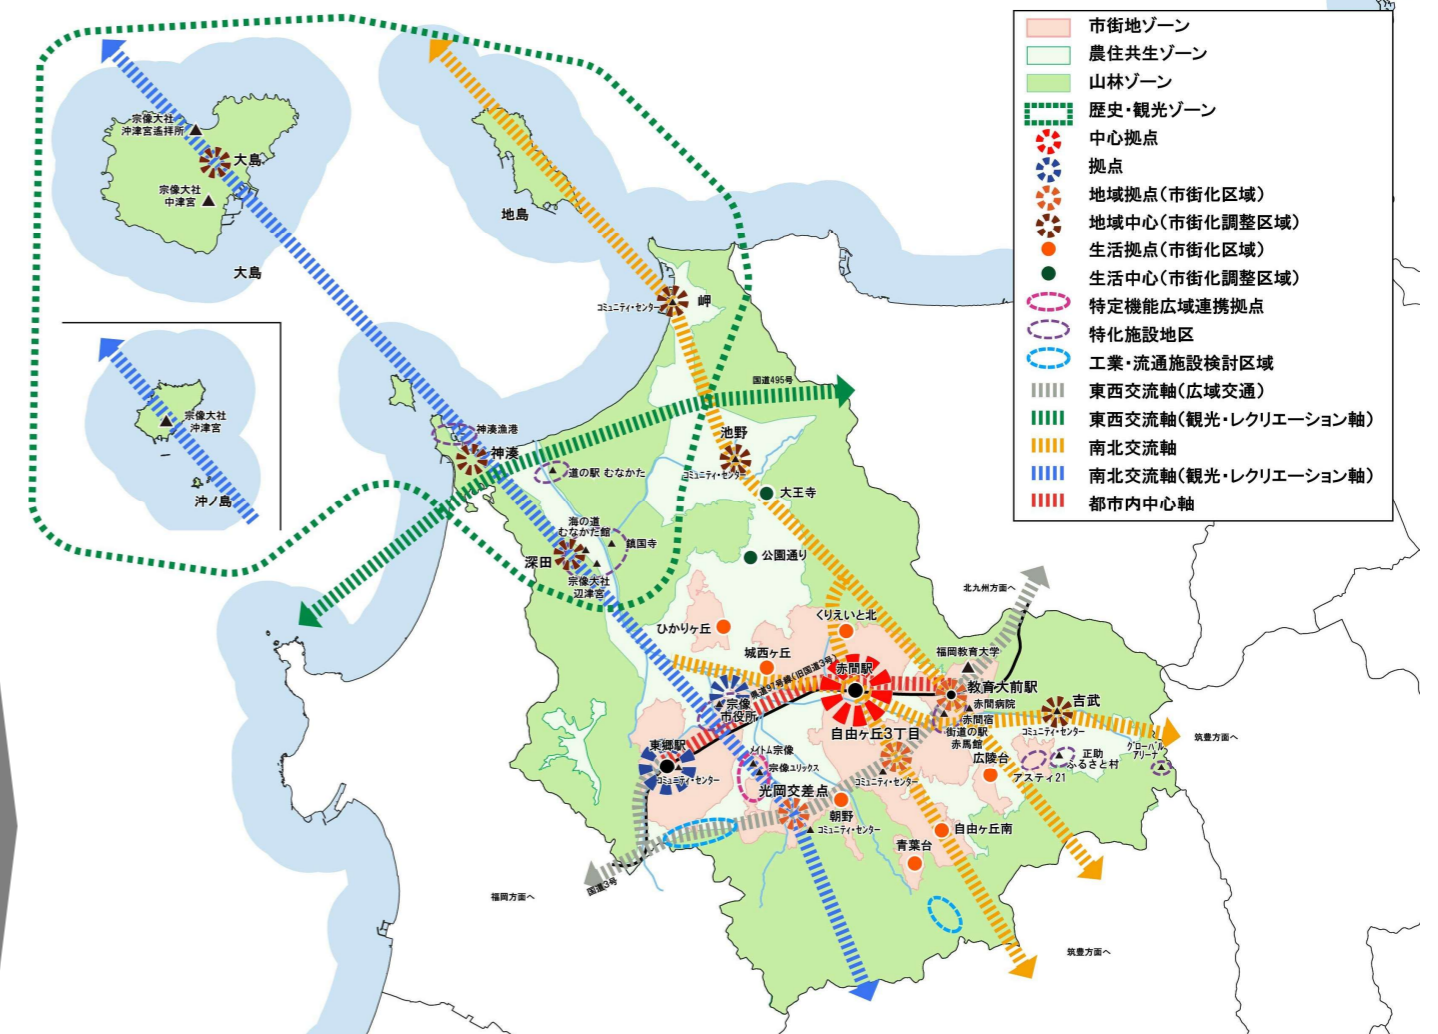 市街地ゾーン
農住共生ゾーン
山林ゾーン
歴史・観光ゾーン
中心拠点
拠点
地域拠点(市街化区域)
地域中心(市街化調整区域)
生活拠点(市街化区域)
生活中心(市街化調整区域)
特定機能広域連携拠点
特化施設地区
工業・流通施設検討区域
東西交流軸(広域交通)
東西交流軸(観光・レクリエーション軸)
南北交流軸
南北交流軸(観光・レクリエーション軸)
都市内中心軸
宗像大社
沖津宮遙拝所
大島
宗像大社
中津宮
大島
地島
コミュニティ・センター
岬
宗像大社
沖津宮
沖ノ島
国道495号
神湊漁港
神湊
道の駅 むなかた
池野
コミュニティ・センター
大王寺
海の道
むなかた館
鎮国寺
深田
宗像大社
辺津宮
公園通り
北九州方面へ
ひかりヶ丘
くりえいと北
城西ヶ丘
福岡教育大学
県道97号線(旧国道3号)
赤間駅
教育大前駅
宗像
市役所
赤間病院
赤間宿
街道の駅
赤馬館
吉武
コミュニティ・センター
筑豊方面へ
自由ヶ丘3丁目
東郷駅
コミュニティ・センター
メイトム宗像
宗像ユリックス
コミュニティ・センター
広陵台
アスティ21
正助
ふるさと村
グローバル
アリーナ
光岡交差点
朝野
コミュニティ・センター
自由ヶ丘南
青葉台
国道3号
福岡方面へ
筑豊方面へ